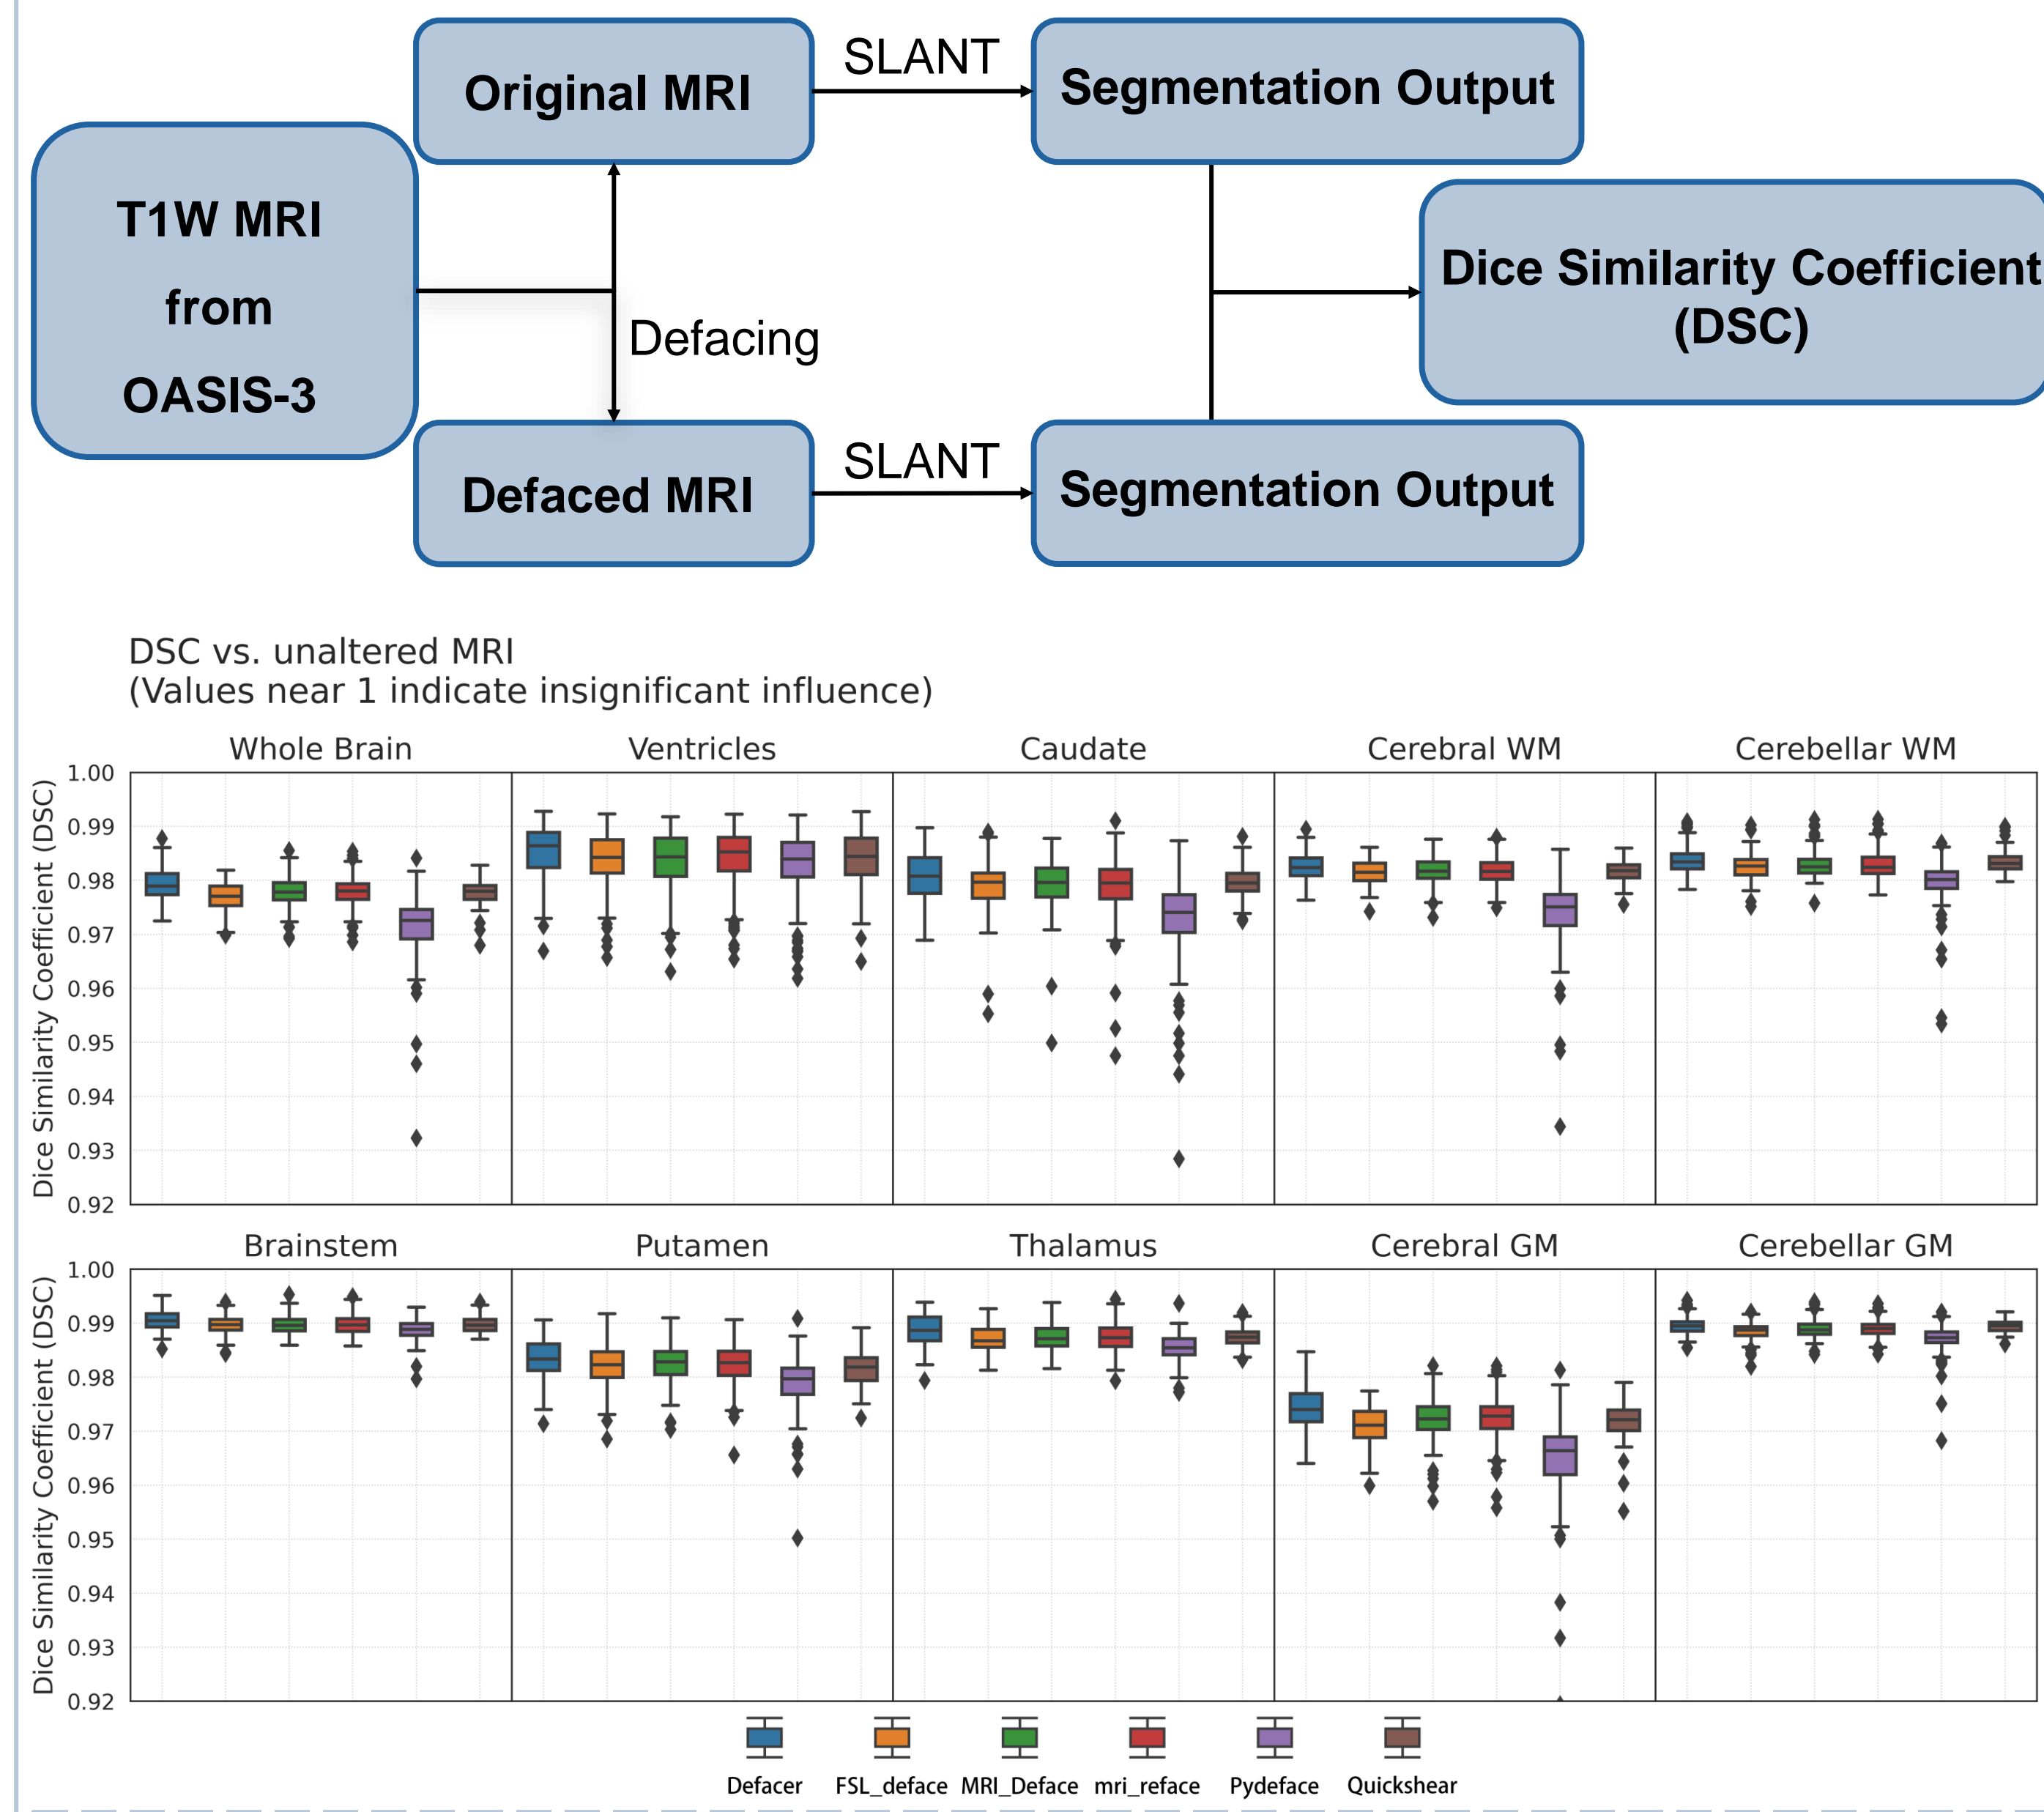 Original MRI
SLANT
Segmentation Output
T1W MRI
from
OASIS-3
Defacing
Dice Similarity Coefficient
(DSC)
Defaced MRI
SLANT
Segmentation Output
DSC vs. unaltered MRI
(Values near 1 indicate insignificant influence)
Whole Brain
Ventricles
Caudate
Cerebral WM
Cerebellar WM
Dice Similarity Coefficient (DSC)
1.00
0.99
0.98
0.97
0.96
0.95
0.94
0.93
0.92
Brainstem
Putamen
Thalamus
Cerebral GM
Cerebellar GM
Dice Similarity Coefficient (DSC)
1.00
0.99
0.98
0.97
0.96
0.95
0.94
0.93
0.92
Defacer
FSL_deface
MRI_Deface
mri_reface
Pydeface
Quickshear